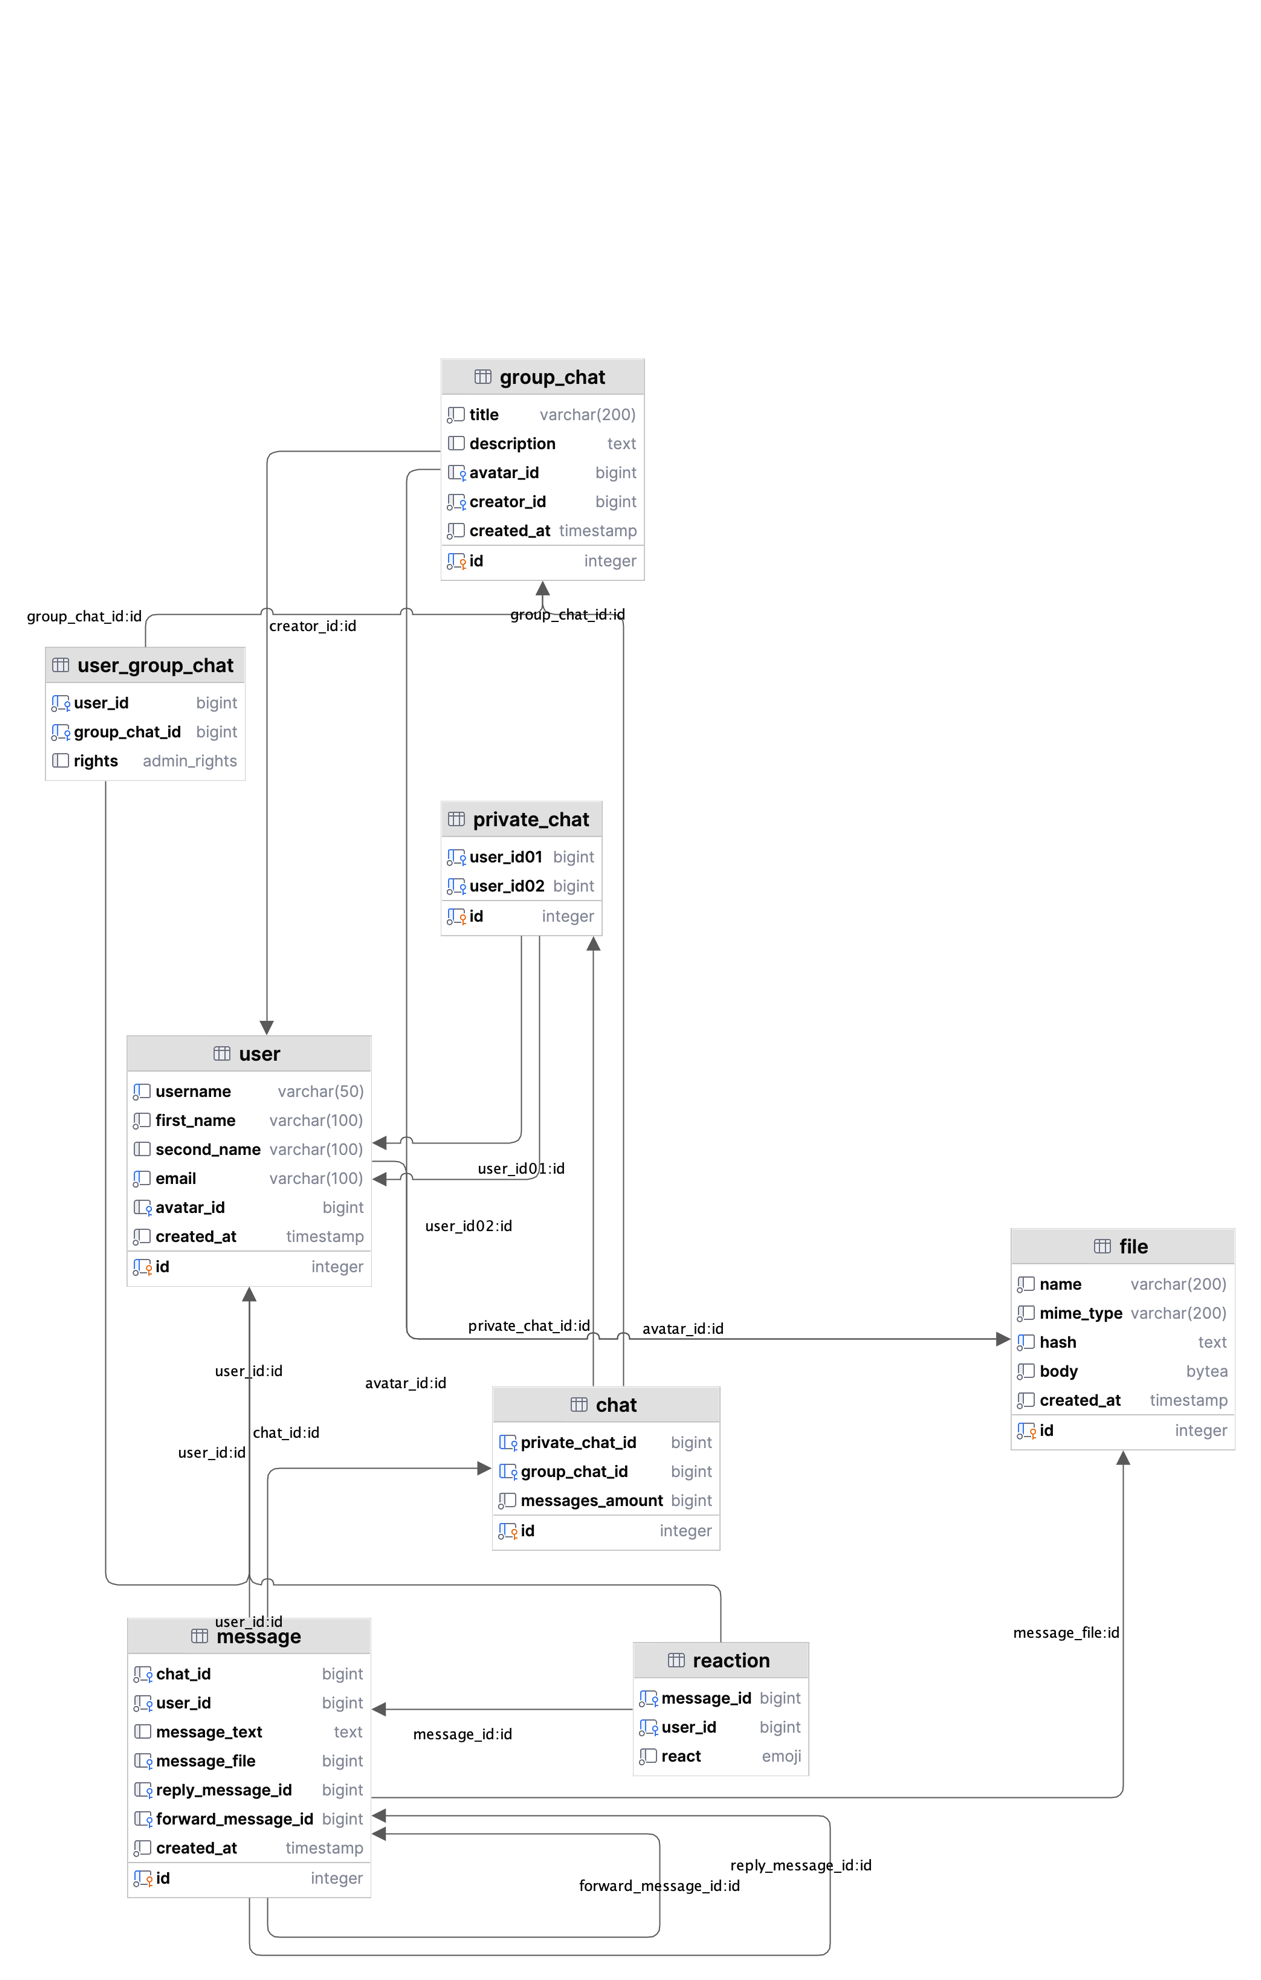 group_chat
title varchar(200)
description text
avatar_id bigint
creator_id bigint
created_at timestamp
id integer
group_chat_id:id
group_chat_id:id
creator_id:id
user_group_chat
user_id bigint
group_chat_id bigint
rights admin_rights
private_chat
user_id01 bigint
user_id02 bigint
id integer
user
username varchar(50)
first_name varchar(100)
second_name varchar(100)
email varchar(100)
avatar_id bigint
created_at timestamp
id integer
user_id01:id
user_id02:id
file
name varchar(200)
mime_type varchar(200)
hash text
body bytea
created_at timestamp
id integer
private_chat_id:id
avatar_id:id
user_id:id
avatar_id:id
chat_id:id
user_id:id
chat
private_chat_id bigint
group_chat_id bigint
messages_amount bigint
id integer
user_id:id
message
chat_id bigint
user_id bigint
message_text text
message_file bigint
reply_message_id bigint
forward_message_id bigint
created_at timestamp
id integer
message_file:id
reaction
message_id bigint
user_id bigint
react emoji
message_id:id
reply_message_id:id
forward_message_id:id